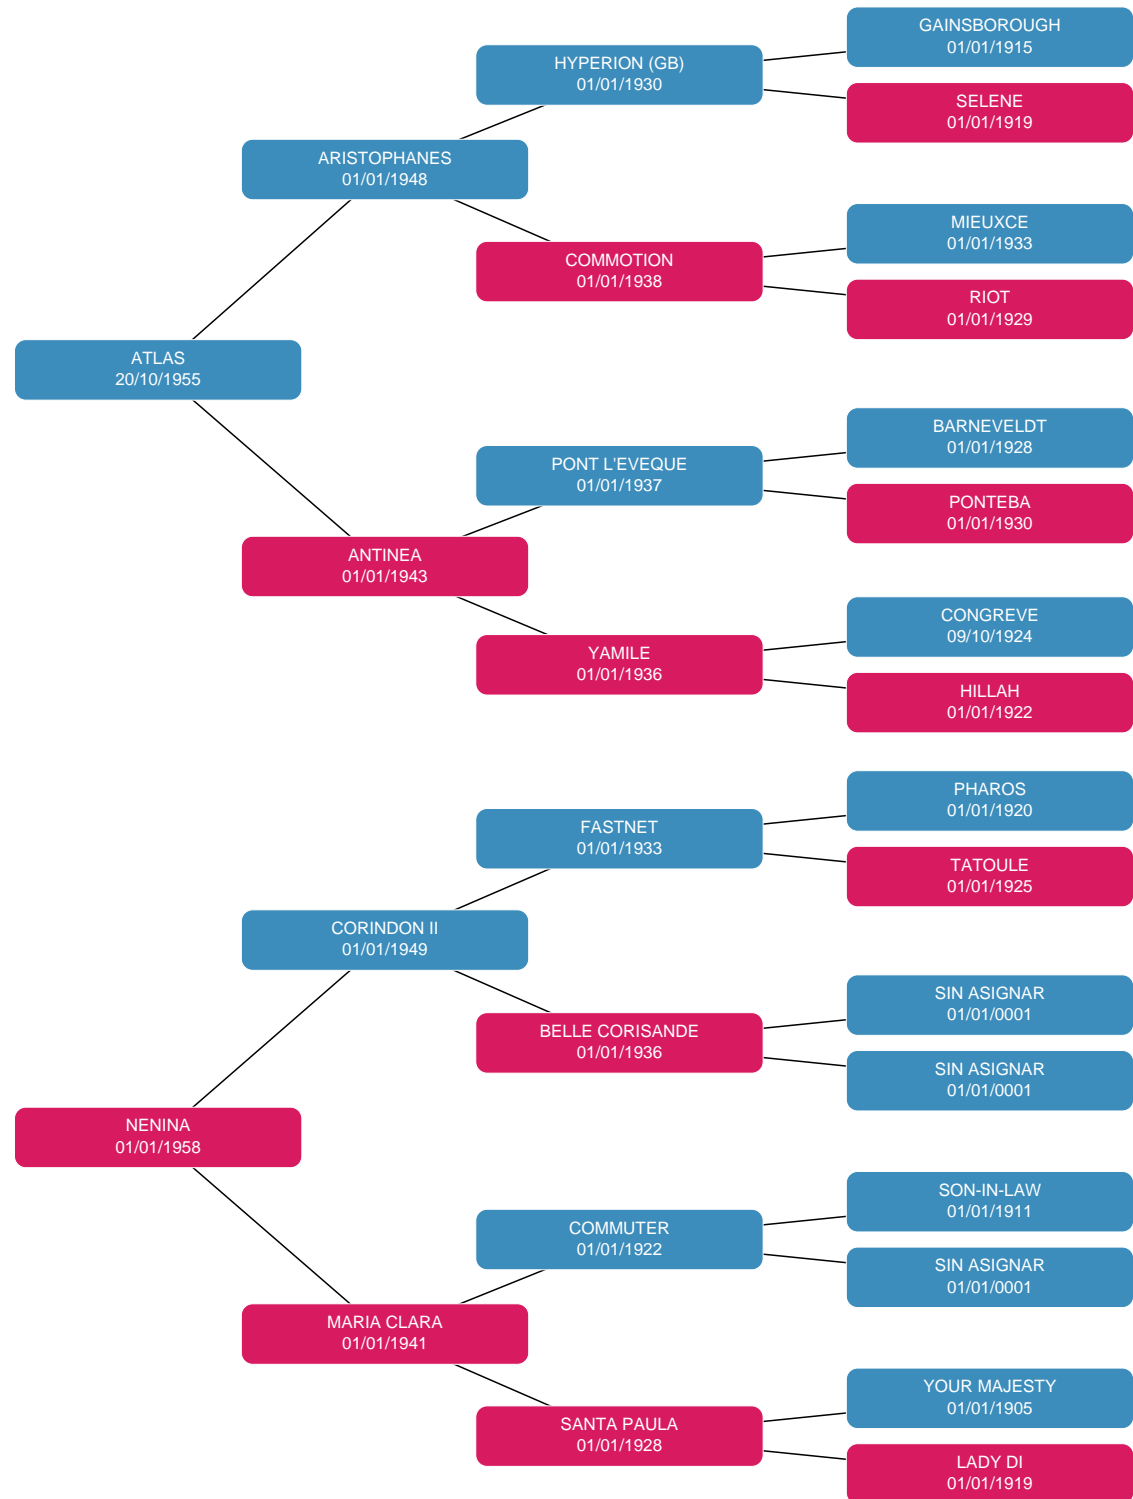 GAINSBOROUGH
01/01/1915
HYPERION (GB)
01/01/1930
SELENE
01/01/1919
ARISTOPHANES
01/01/1948
MIEUXCE
01/01/1933
COMMOTION
01/01/1938
RIOT
01/01/1929
ATLAS
20/10/1955
BARNEVELDT
01/01/1928
PONT L'EVEQUE
01/01/1937
PONTEBA
01/01/1930
ANTINEA
01/01/1943
CONGREVE
09/10/1924
YAMILE
01/01/1936
HILLAH
01/01/1922
PHAROS
01/01/1920
FASTNET
01/01/1933
TATOULE
01/01/1925
CORINDON II
01/01/1949
SIN ASIGNAR
01/01/0001
BELLE CORISANDE
01/01/1936
SIN ASIGNAR
01/01/0001
NENINA
01/01/1958
SON-IN-LAW
01/01/1911
COMMUTER
01/01/1922
SIN ASIGNAR
01/01/0001
MARIA CLARA
01/01/1941
YOUR MAJESTY
01/01/1905
SANTA PAULA
01/01/1928
LADY DI
01/01/1919